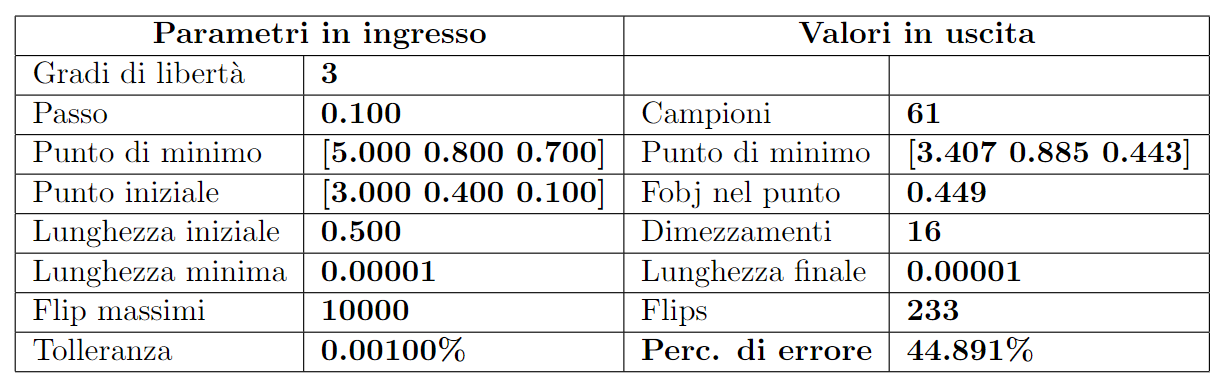 Parametri in ingresso Valori in uscita
Gradi di libertà 3
Passo 0.100 Campioni 61
Punto di minimo [5.000 0.800 0.700] Punto di minimo [3.407 0.885 0.443]
Punto iniziale [3.000 0.400 0.100] Fobj nel punto 0.449
Lunghezza iniziale 0.500 Dimezzamenti 16
Lunghezza minima 0.00001 Lunghezza finale 0.00001
Flip massimi 10000 Flips 233
Tolleranza 0.00100% Perc. di errore 44.891%